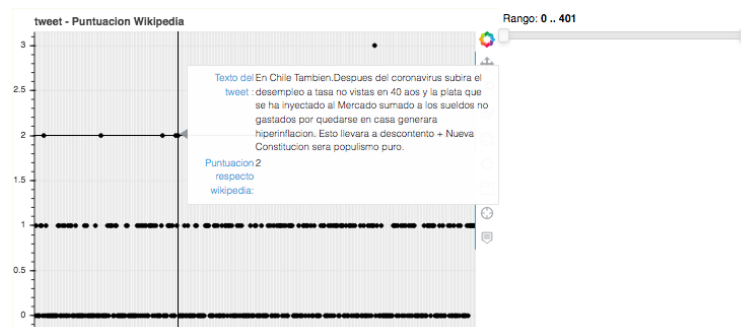 tweet - Puntuacion Wikipedia
Rango: 0 .. 401
3
2.5
2
1
0.5
0
Texto del En Chile Tambien.Despues del coronavirus subira el
tweet : desempleo a tasa no vistas en 40 aos y la plata que
se ha inyectado al Mercado sumado a los sueldos no
gastados por quedarse en casa generara
hiperinflacion. Esto llevara a descontento + Nueva
Constitucion sera populismo puro.
Puntuacion 2
respecto
wikipedia: